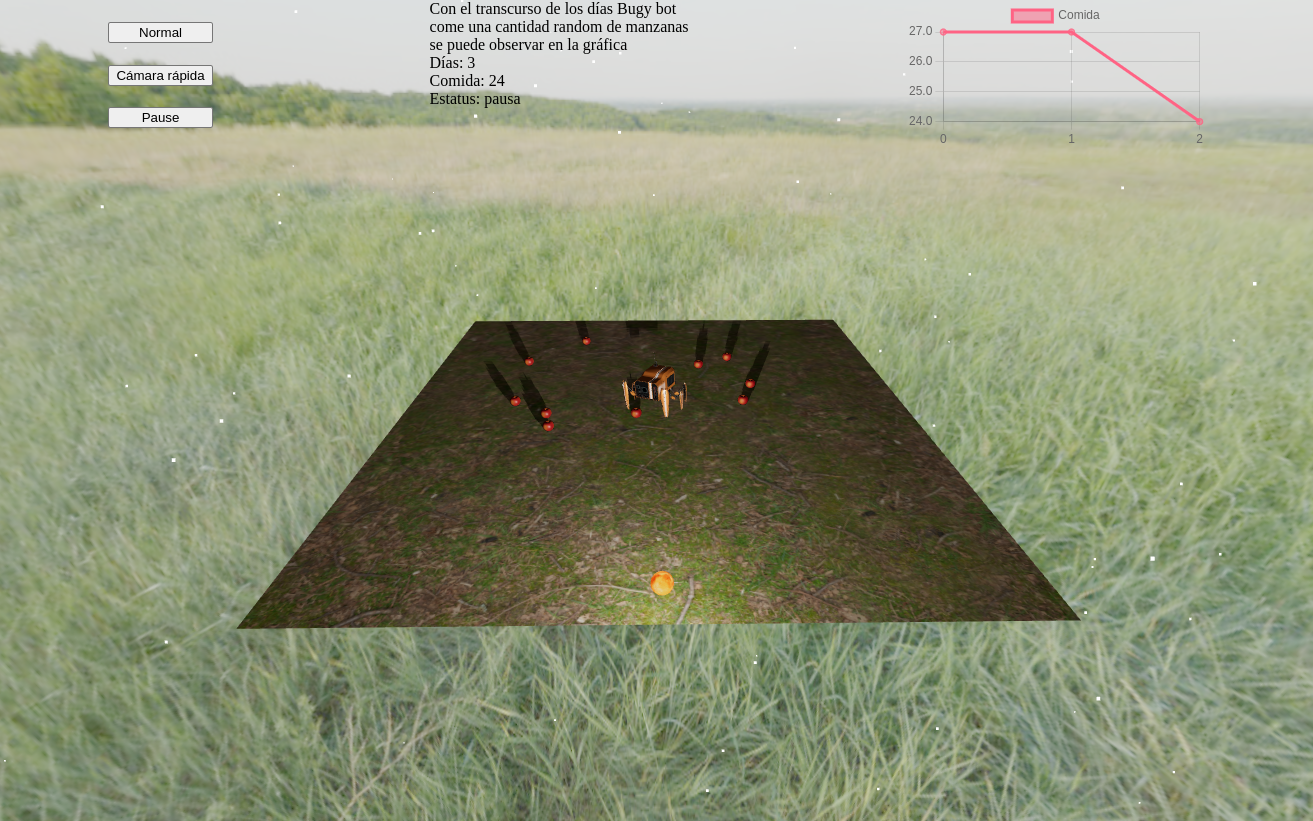 Normal
Cámara rápida
Pause
Con el transcurso de los días Bugy bot
come una cantidad random de manzanas
se puede observar en la gráfica
Días: 3
Comida: 24
Estatus: pausa
Comida
27.0
26.0
25.0
24.0
0 1 2